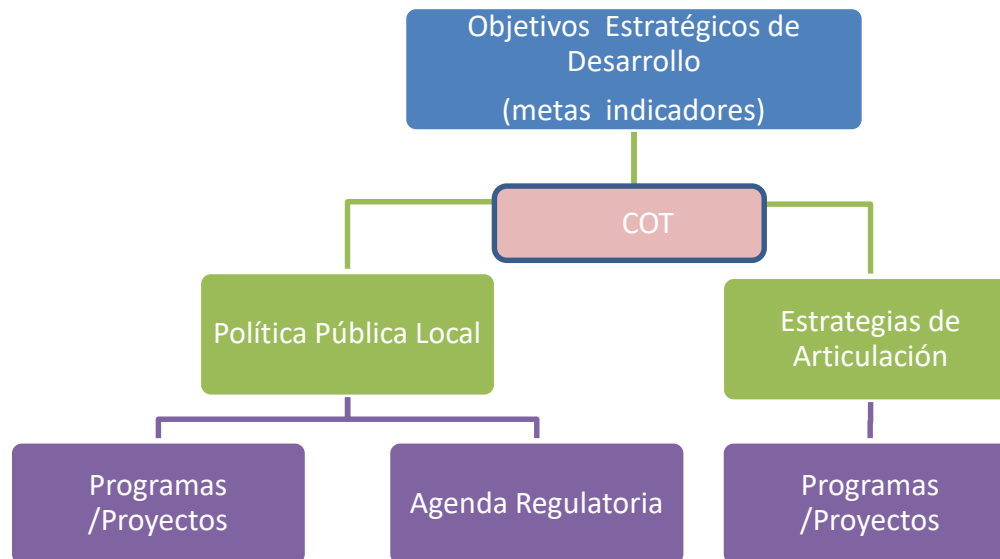 Objetivos Estratégicos de
Desarrollo
(metas indicadores)
COT
Política Pública Local
Estrategias de
Articulación
Programas
/Proyectos
Agenda Regulatoria
Programas
/Proyectos